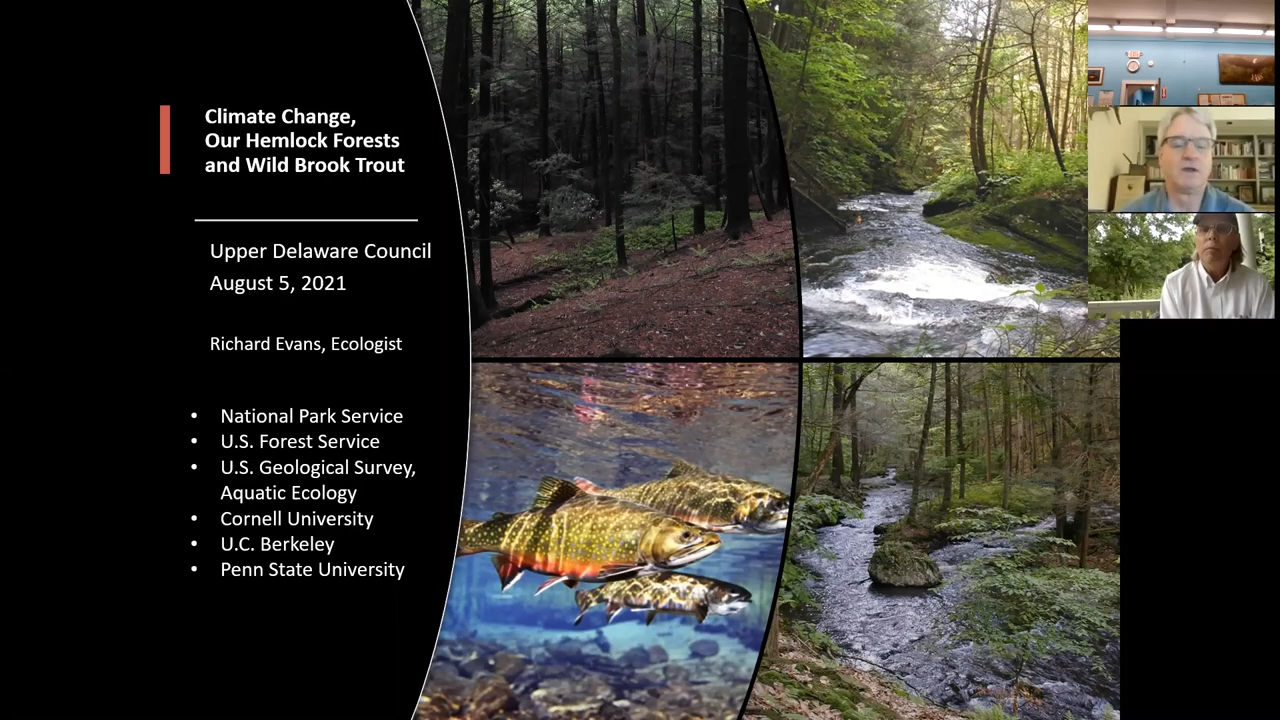 Climate Change,
Our Hemlock Forests
and Wild Brook Trout
Upper Delaware Council
August 5, 2021
Richard Evans, Ecologist
• National Park Service
• U.S. Forest Service
• U.S. Geological Survey,
Aquatic Ecology
• Cornell University
• U.C. Berkeley
• Penn State University